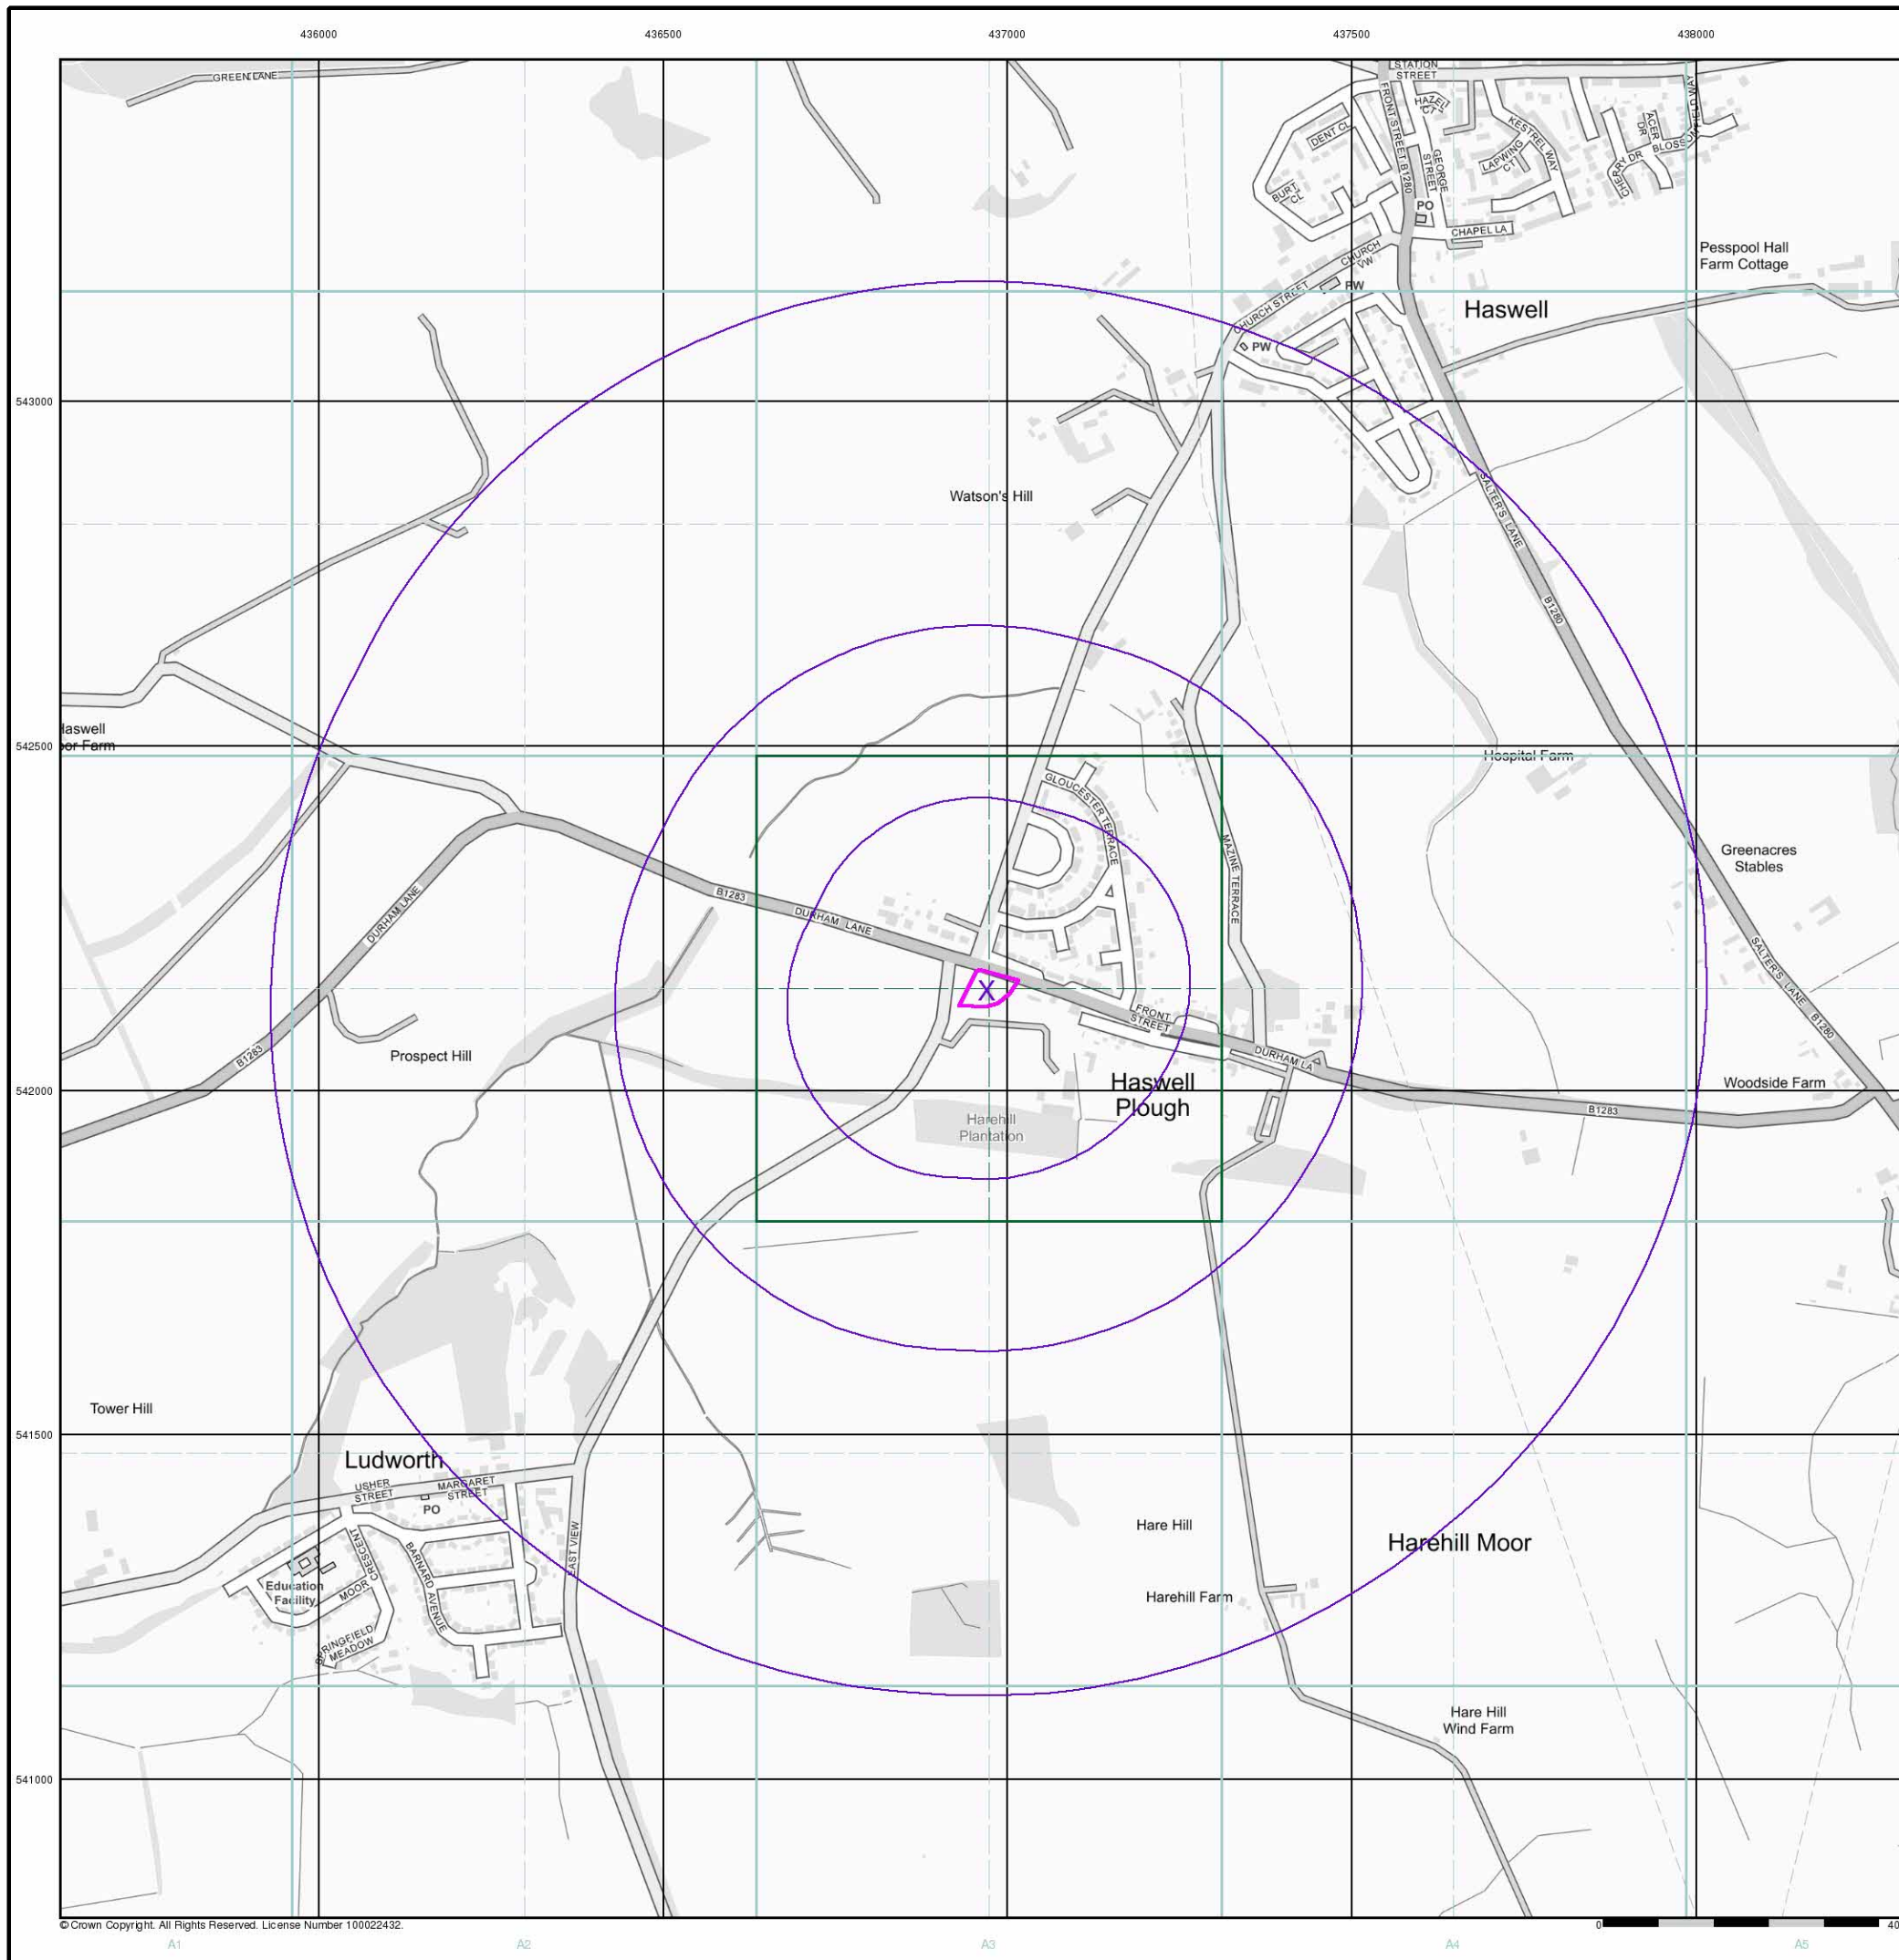 436000
436500
437000
437500
438000
GREEN LANE
STATION
STREET
FRONT STREET B1280
HAZEL
CT
DENT CL
GEORGE
STREET
KESTREL WAY
LAPWING
CT
ACER
DR
CHERRY DR
BURT
CL
PO
CHAPEL LA
CHURCH
VW
Pesspool Hall
Farm Cottage
CHURCH STREET
PW
PW
Haswell
543000
Watson's Hill
SALTER'S LANE
B1280
Haswell
542500
Hospital Farm
GLOUCESTER TERRACE
MAZINE TERRACE
Greenacres
Stables
B1283
DURHAM LANE
DURHAM LANE
SALTER'S LANE
B1280
X
FRONT
STREET
DURHAM LA
B1283
Prospect Hill
542000
Haswell
Plough
Woodside Farm
B1283
Harehill
Plantation
Tower Hill
541500
Ludworth
USHER
STREET
MARGARET
STREET
PO
EAST VIEW
Hare Hill
Harehill Moor
BARNARD AVENUE
MOOR CRESCENT
Education
Facility
Harehill Farm
SPRINGFIELD
MEADOW
Hare Hill
Wind Farm
541000
© Crown Copyright. All Rights Reserved. License Number 100022432.
0
A1
A2
A3
A4
A5